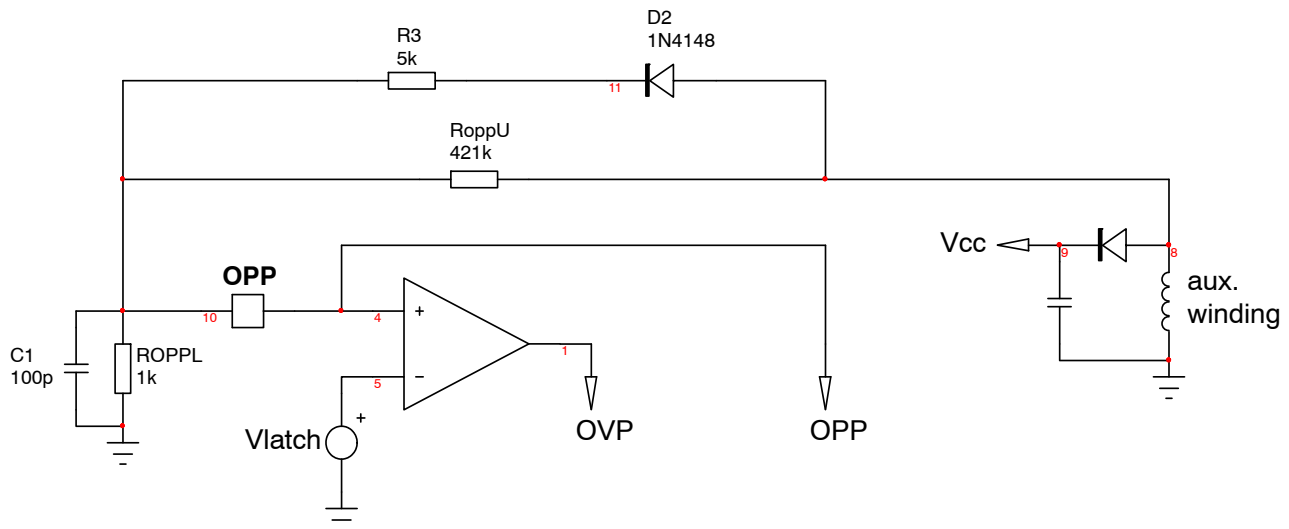 D2
1N4148
R3
5k
11
RoppU
421k
Vcc
9
8
OPP
aux.
winding
10
4
+
C1
100p
ROPPL
1k
1
5
−
+
Vlatch
OVP
OPP